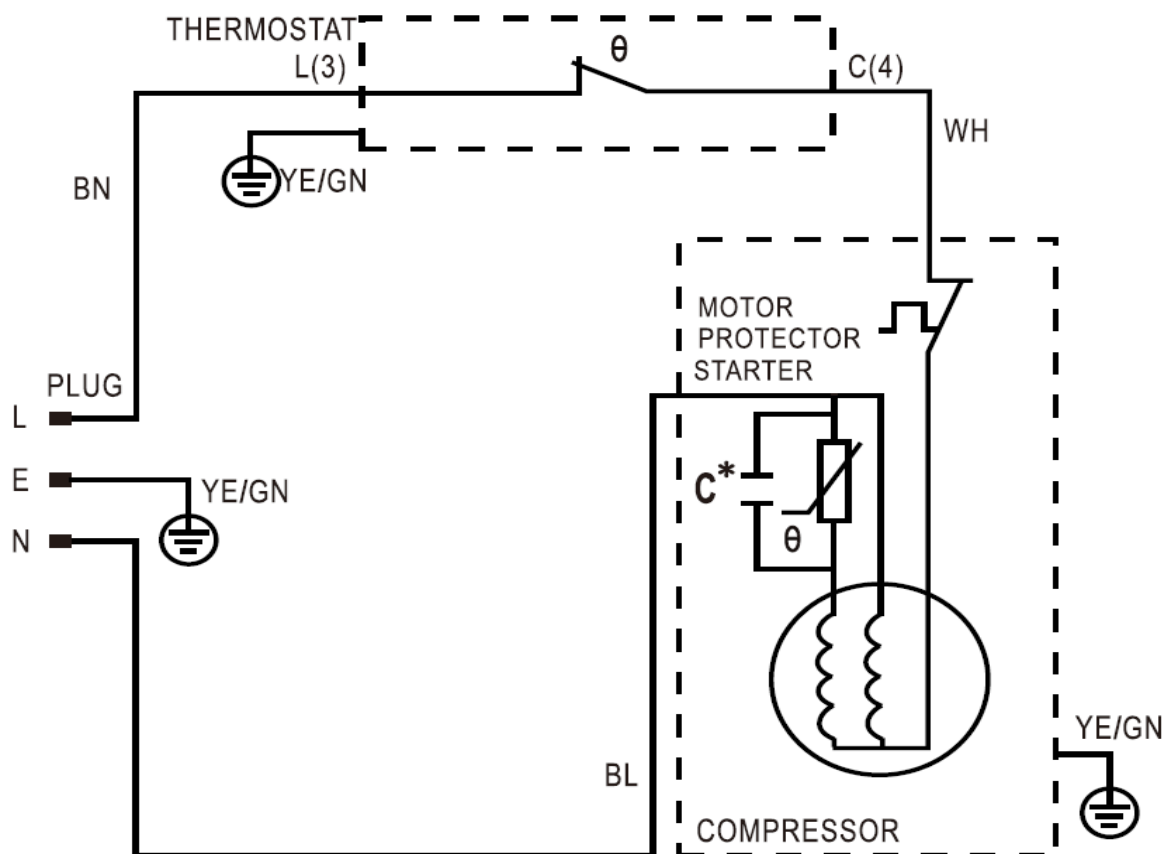 THERMOSTAT
L(3)
θ
C(4)
WH
BN
YE/GN
MOTOR
PROTECTOR
STARTER
PLUG
L
E
YE/GN
N
C*
θ
YE/GN
BL
COMPRESSOR